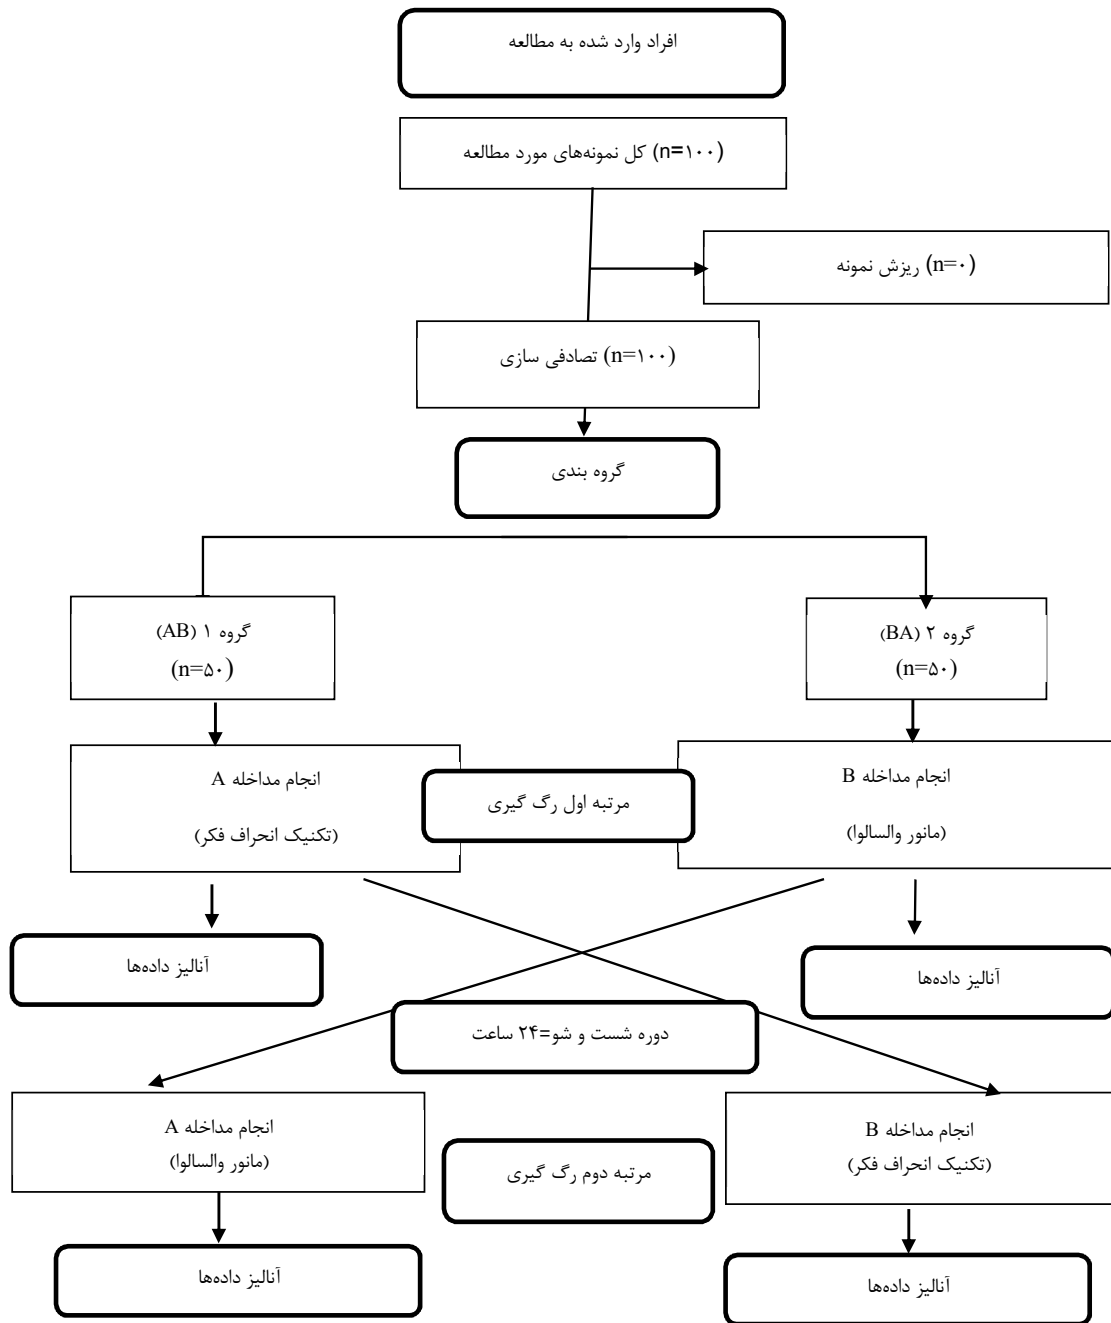 افراد وارد شده به مطالعه
کل نمونه‌های مورد مطالعه (n=۱۰۰)
ریزش نمونه (n=۰)
تصادفی سازی (n=۱۰۰)
گروه بندی
گروه ۱ (AB)
(n=۵۰)
گروه ۲ (BA)
(n=۵۰)
انجام مداخله A
(تکنیک انحراف فکر)
مرتبه اول رگ گیری
انجام مداخله B
(مانور والسالوا)
آنالیز داده‌ها
آنالیز داده‌ها
دوره شست و شو=۲۴ ساعت
انجام مداخله A
(مانور والسالوا)
مرتبه دوم رگ گیری
انجام مداخله B
(تکنیک انحراف فکر)
آنالیز داده‌ها
آنالیز داده‌ها